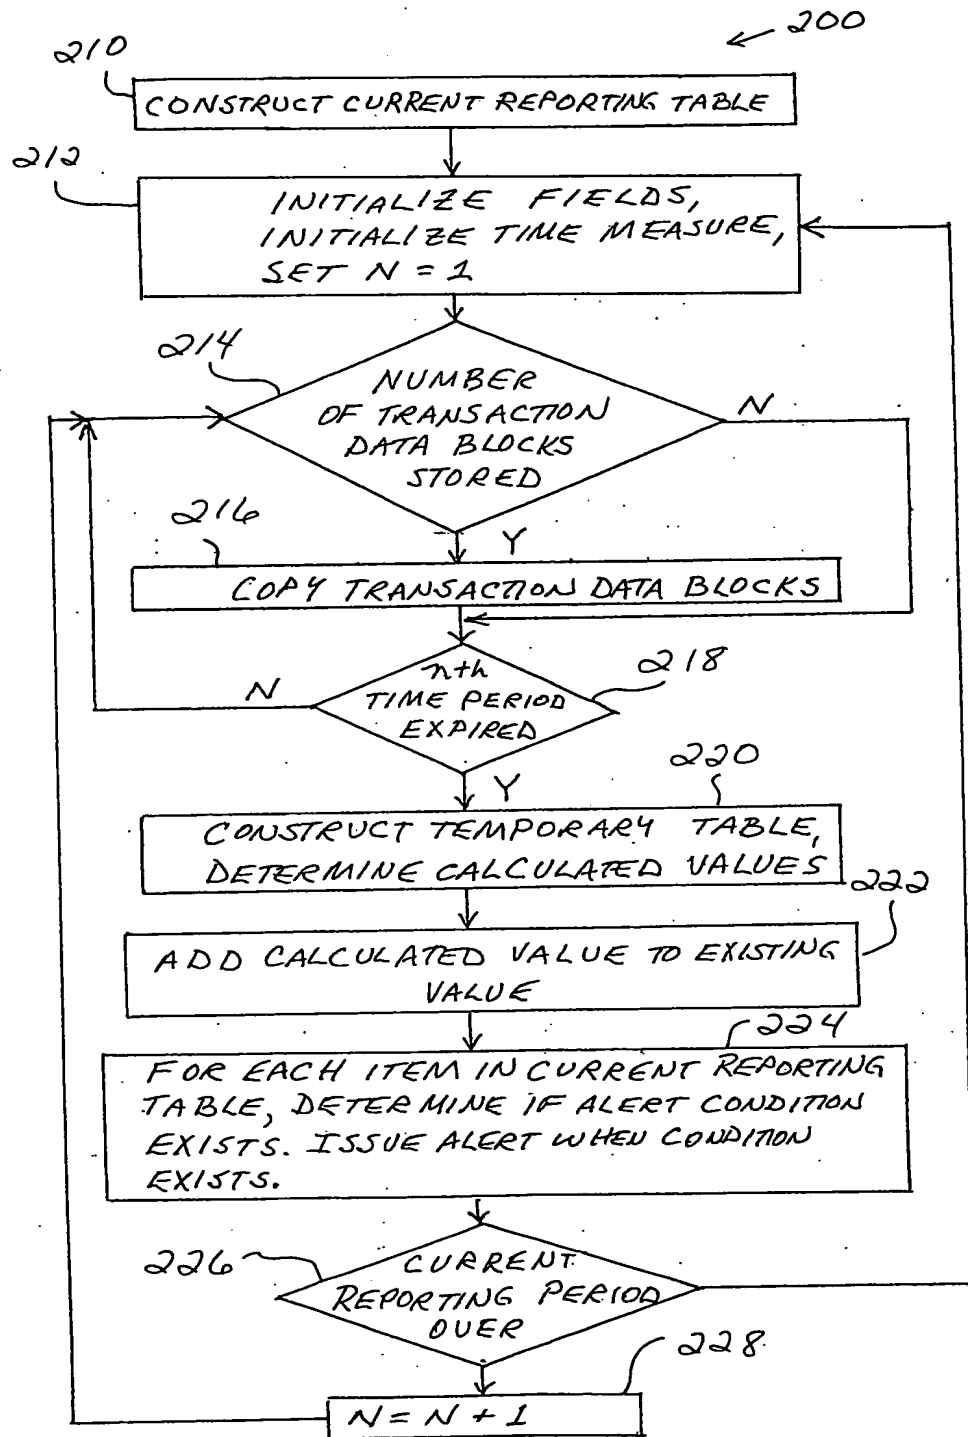 200
210
CONSTRUCT CURRENT REPORTING TABLE
212
INITIALIZE FIELDS,
INITIALIZE TIME MEASURE,
SET N = 1
214
NUMBER
OF TRANSACTION
DATA BLOCKS
STORED
N
216
Y
COPY TRANSACTION DATA BLOCKS
218
nth
TIME PERIOD
EXPIRED
N
Y
220
CONSTRUCT TEMPORARY TABLE,
DETERMINE CALCULATED VALUES
222
ADD CALCULATED VALUE TO EXISTING
VALUE
224
FOR EACH ITEM IN CURRENT REPORTING
TABLE, DETERMINE IF ALERT CONDITION
EXISTS. ISSUE ALERT WHEN CONDITION
EXISTS.
226
CURRENT
REPORTING PERIOD
OVER
228
N = N + 1